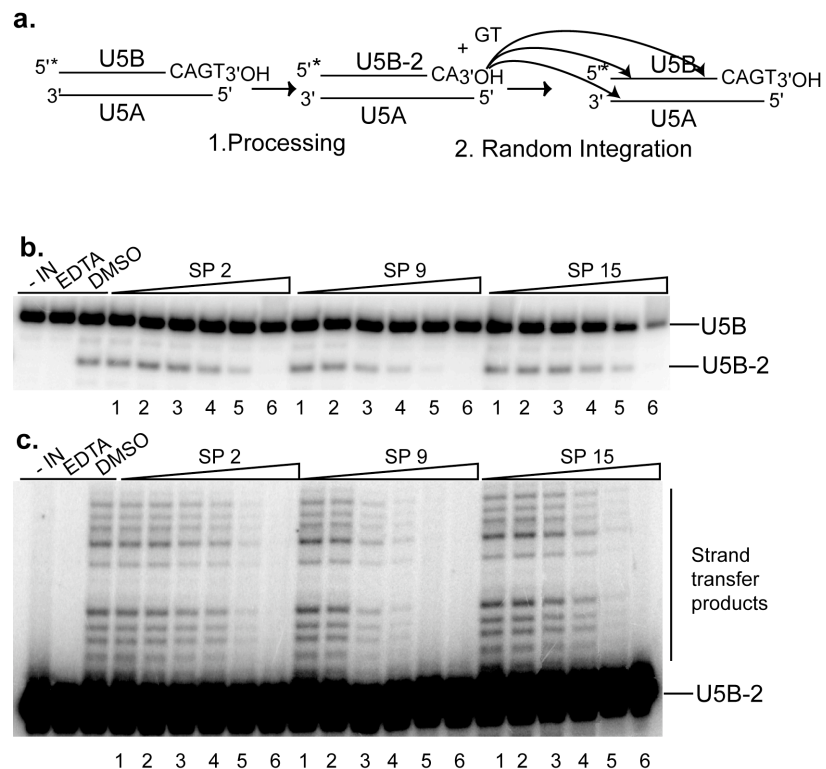 a.
+ GT
5'* U5B CAGT3'OH
3' U5A 5'
5'* U5B-2 CA3'OH
3' U5A 5'
5'* U5B CAGT3'OH
3' U5A 5'
1.Processing
2. Random Integration
b.
- IN EDTA DMSO SP 2 SP 9 SP 15
U5B
U5B-2
1 2 3 4 5 6 1 2 3 4 5 6 1 2 3 4 5 6
c.
- IN EDTA DMSO SP 2 SP 9 SP 15
Strand
transfer
products
U5B-2
1 2 3 4 5 6 1 2 3 4 5 6 1 2 3 4 5 6